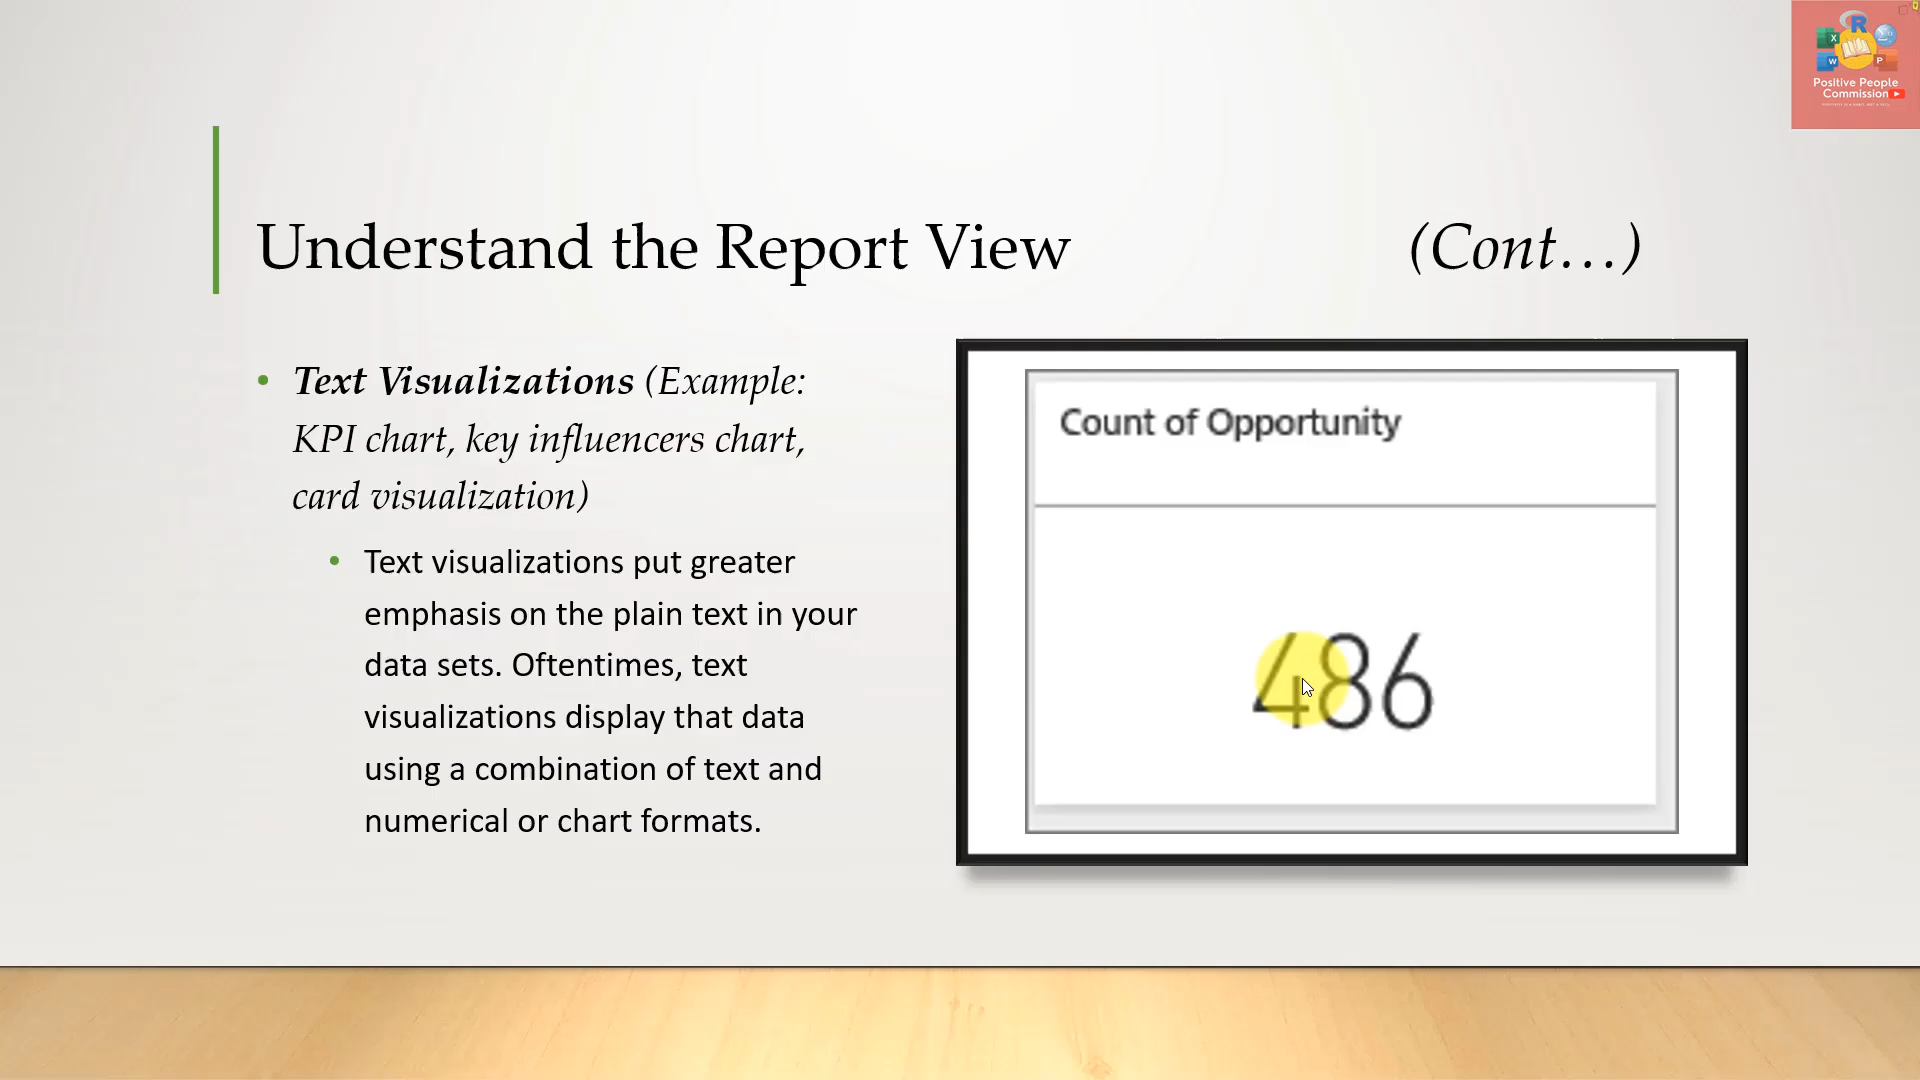 Positive People
Commission
Understand the Report View (Cont...)
• Text Visualizations (Example:
KPI chart, key influencers chart,
card visualization)
• Text visualizations put greater
emphasis on the plain text in your
data sets. Oftentimes, text
visualizations display that data
using a combination of text and
numerical or chart formats.
Count of Opportunity
486